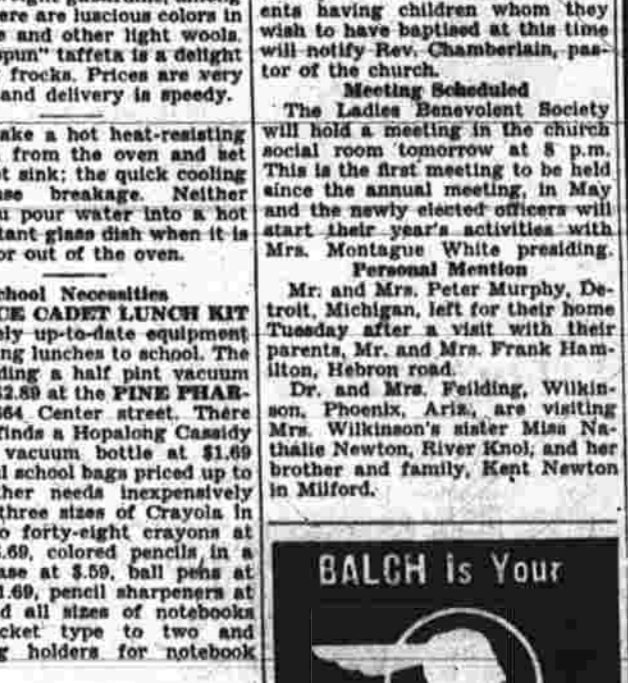 ere are luscious colors in
and other light wools.
pun" taffeta is a delight
frocks. Prices are very
and delivery is speedy.
ake a hot heat-resisting
from the oven and set
t sink; the quick cooling
use breakage. Neither
u pour water into a hot
tant glass dish when it is
or out of the oven.
chool Necessities
CE CADET LUNCH KIT
ely up-to-date equipment
ng lunches to school. The
ding a half pint vacuum
$2.89 at the PINE PHAR-
664 Center street. There
finds a Hopalong Cassidy
vacuum bottle at $1.69
l school bags priced up to
ther needs inexpensively
three sizes of Crayola in
o forty-eight crayons at
.69, colored pencils in a
ase at $.59, ball pens at
1.69, pencil sharpeners at
d all sizes of notebooks
cket type to two and
g holders for notebook
ents having children whom they
wish to have baptised at this time
will notify Rev. Chamberlain, pas-
tor of the church.
Meeting Scheduled
The Ladies Benevolent Society
will hold a meeting in the church
social room tomorrow at 8 p.m.
This is the first meeting to be held
since the annual meeting, in May
and the newly elected officers will
start their year's activities with
Mrs. Montague White presiding.
Personal Mention
Mr. and Mrs. Peter Murphy, De-
troit, Michigan, left for their home
Tuesday after a visit with their
parents, Mr. and Mrs. Frank Ham-
ilton, Hebron road.
Dr. and Mrs. Feilding, Wilkin-
son, Phoenix, Ariz., are visiting
Mrs. Wilkinson's sister Miss Na-
thalie Newton, River Knol, and her
brother and family, Kent Newton
in Milford.
BALCH is Your